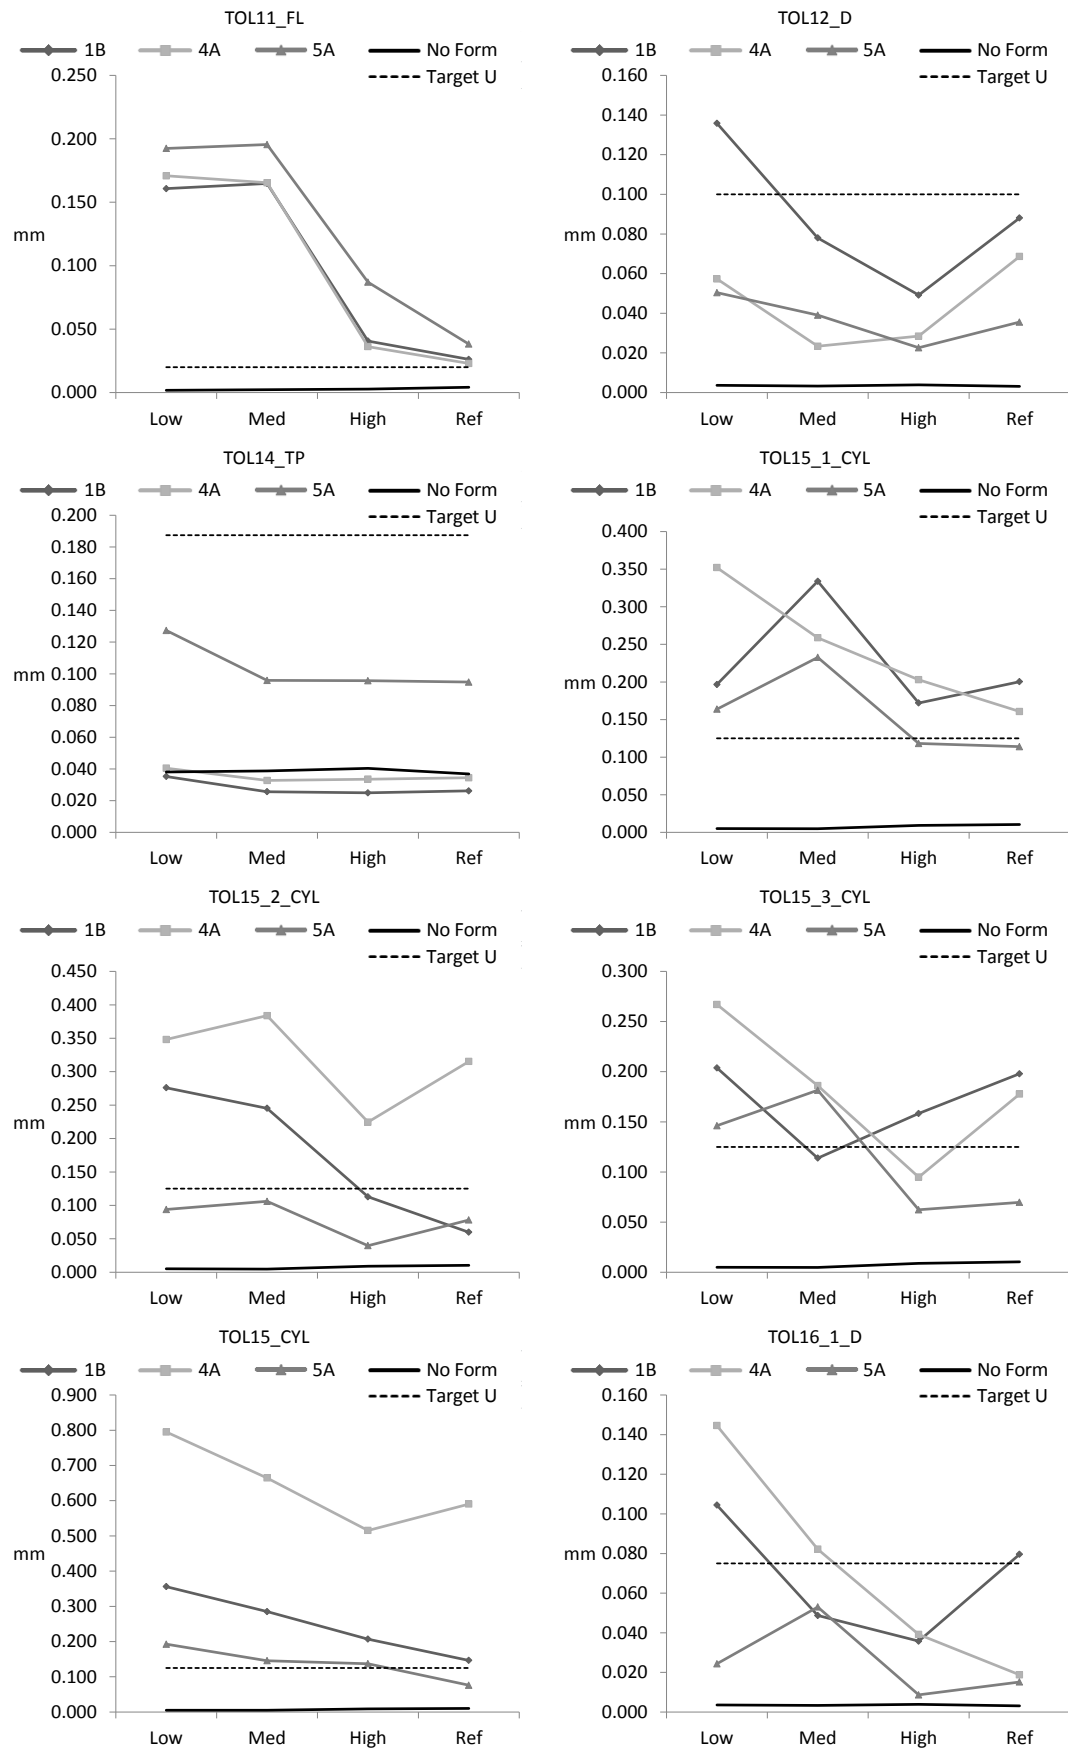 TOL11_FL
1B 4A 5A No Form
Target U
0.250
0.200
0.150
mm
0.100
0.050
0.000
Low Med High Ref
TOL12_D
1B 4A 5A No Form
Target U
0.160
0.140
0.120
0.100
0.080
mm
0.060
0.040
0.020
0.000
Low Med High Ref
TOL14_TP
1B 4A 5A No Form
Target U
0.200
0.180
0.160
0.140
0.120
0.100
mm
0.080
0.060
0.040
0.020
0.000
Low Med High Ref
TOL15_1_CYL
1B 4A 5A No Form
Target U
0.400
0.350
0.300
0.250
0.200
mm
0.150
0.100
0.050
0.000
Low Med High Ref
TOL15_2_CYL
1B 4A 5A No Form
Target U
0.450
0.400
0.350
0.300
0.250
mm
0.200
0.150
0.100
0.050
0.000
Low Med High Ref
TOL15_3_CYL
1B 4A 5A No Form
Target U
0.300
0.250
0.200
mm
0.150
0.100
0.050
0.000
Low Med High Ref
TOL15_CYL
1B 4A 5A No Form
Target U
0.900
0.800
0.700
0.600
0.500
mm
0.400
0.300
0.200
0.100
0.000
Low Med High Ref
TOL16_1_D
1B 4A 5A No Form
Target U
0.160
0.140
0.120
0.100
0.080
mm
0.060
0.040
0.020
0.000
Low Med High Ref